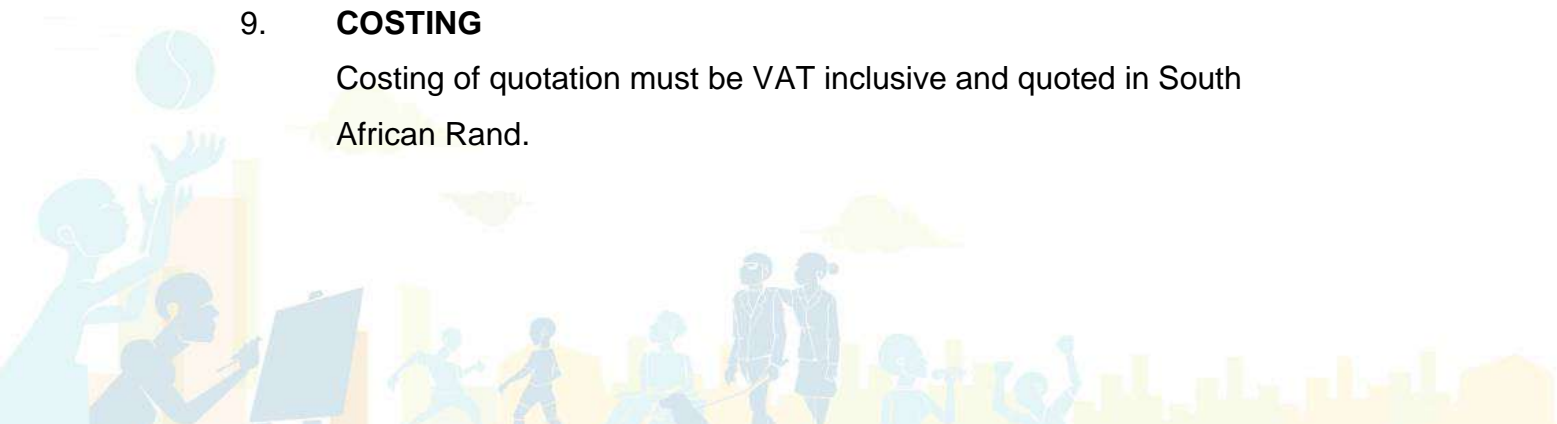 9. COSTING
Costing of quotation must be VAT inclusive and quoted in South
African Rand.